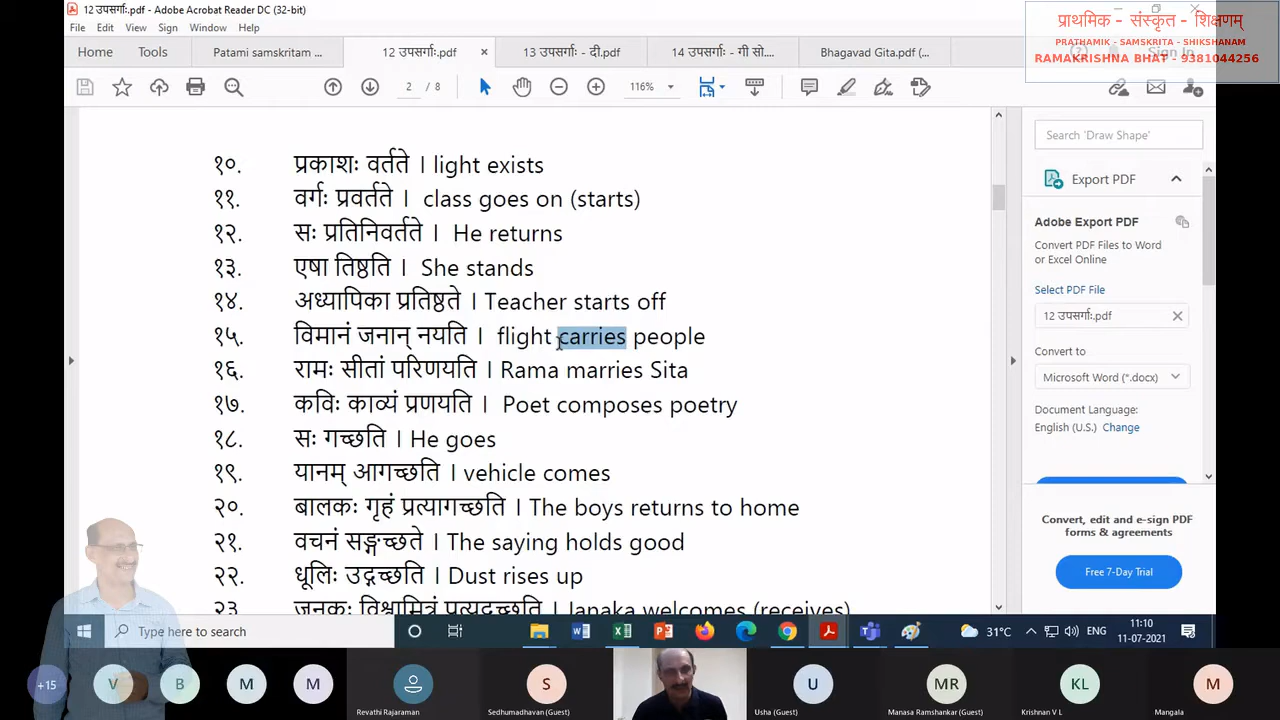 12 उपसर्गाः.pdf - Adobe Acrobat Reader DC (32-bit)
File Edit View Sign Window Help
Home Tools Patami samskritam ... 12 उपसर्गाः.pdf × 13 उपसर्गाः - दी.pdf 14 उपसर्गाः - गी सो.... Bhagavad Gita.pdf (... Sign In
प्राथमिक - संस्कृत - शिक्षणम्
PRATHAMIK - SAMSKRITA - SHIKSHANAM
RAMAKRISHNA BHAT - 9381044256
2 / 8 116%
१०. प्रकाशः वर्तते । light exists
११. वर्गः प्रवर्तते । class goes on (starts)
१२. सः प्रतिनिवर्तते । He returns
१३. एषा तिष्ठति । She stands
१४. अध्यापिका प्रतिष्ठते । Teacher starts off
१५. विमानं जनान् नयति । flight carries people
१६. रामः सीतां परिणयति । Rama marries Sita
१७. कविः काव्यं प्रणयति । Poet composes poetry
१८. सः गच्छति । He goes
१९. यानम् आगच्छति । vehicle comes
२०. बालकः गृहं प्रत्यागच्छति । The boys returns to home
२१. वचनं सङ्गच्छते । The saying holds good
२२. धूलिः उद्गच्छति । Dust rises up
२३. जनकः विश्वामित्रं प्रत्युद्गच्छति । Janaka welcomes (receives)
Search 'Draw Shape'
Export PDF
Adobe Export PDF
Convert PDF Files to Word
or Excel Online
Select PDF File
12 उपसर्गाः.pdf
Convert to
Microsoft Word (*.docx)
Document Language:
English (U.S.) Change
Convert, edit and e-sign PDF
forms & agreements
Free 7-Day Trial
Type here to search
31°C ENG 11:10
11-07-2021
+15 V B M M S U MR KL M
Revathi Rajaraman Sedhumadhavan (Guest) Usha (Guest) Manasa Ramshankar (Guest) Krishnan V L Mangala